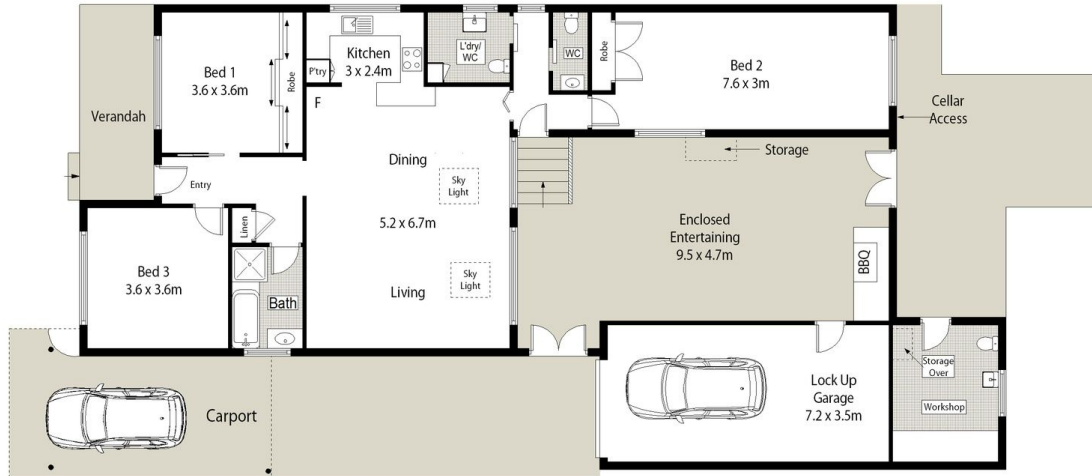 Bed 1
3.6 x 3.6m
Robe
Kitchen
3 x 2.4m
P'try
F
L'dry/
WC
WC
Robe
Bed 2
7.6 x 3m
Verandah
Cellar
Access
Entry
Dining
Sky
Light
5.2 x 6.7m
Storage
Enclosed
Entertaining
9.5 x 4.7m
BBQ
Linen
Bed 3
3.6 x 3.6m
Bath
Living
Sky
Light
Carport
Lock Up
Garage
7.2 x 3.5m
Storage
Over
Workshop